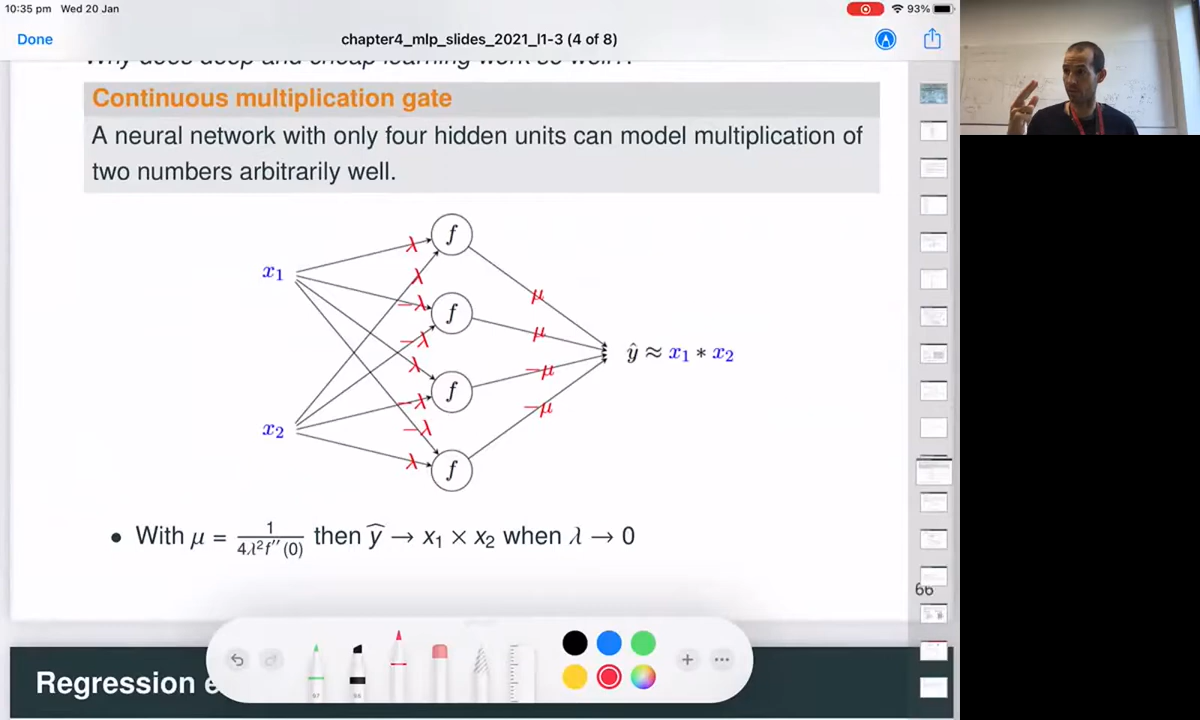 10:35 pm Wed 20 Jan
93%
Done
chapter4_mlp_slides_2021_l1-3 (4 of 8)
Why does deep and cheap learning work so well?.
Continuous multiplication gate
A neural network with only four hidden units can model multiplication of
two numbers arbitrarily well.
f
λ
x₁
λ
μ
−λ
f
μ
−λ
ŷ ≈ x₁ ∗ x₂
λ
−μ
−λ
f
−μ
x₂
−λ
λ
f
• With μ = 1/(4λ²f″(0)) then ŷ → x₁ × x₂ when λ → 0
66
Regression e
97